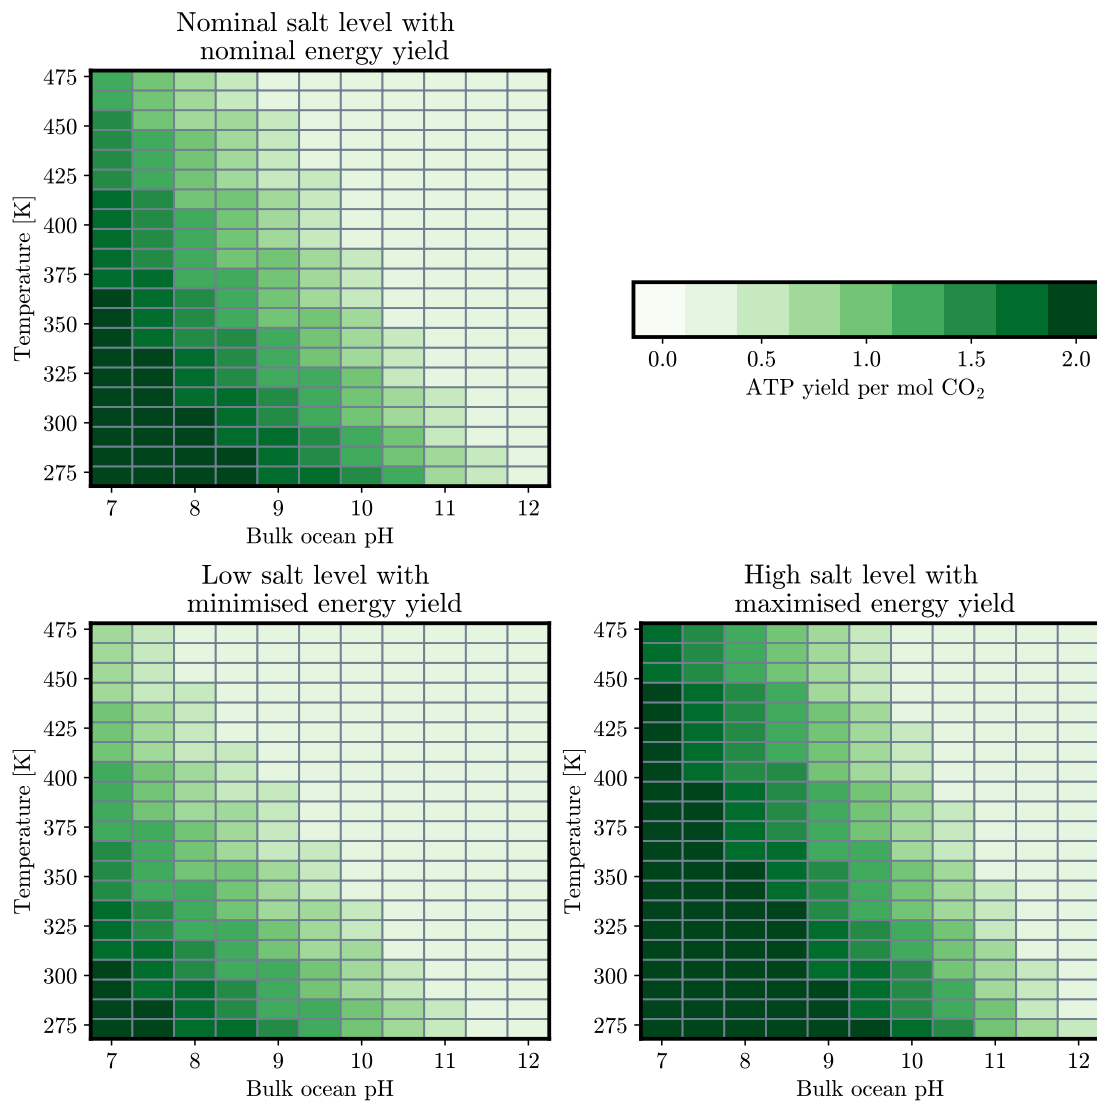 Nominal salt level with
nominal energy yield
475
450
425
400
375
350
325
300
275
Temperature [K]
7 8 9 10 11 12
Bulk ocean pH
0.0 0.5 1.0 1.5 2.0
ATP yield per mol CO₂
Low salt level with
minimised energy yield
475
450
425
400
375
350
325
300
275
Temperature [K]
7 8 9 10 11 12
Bulk ocean pH
High salt level with
maximised energy yield
475
450
425
400
375
350
325
300
275
Temperature [K]
7 8 9 10 11 12
Bulk ocean pH